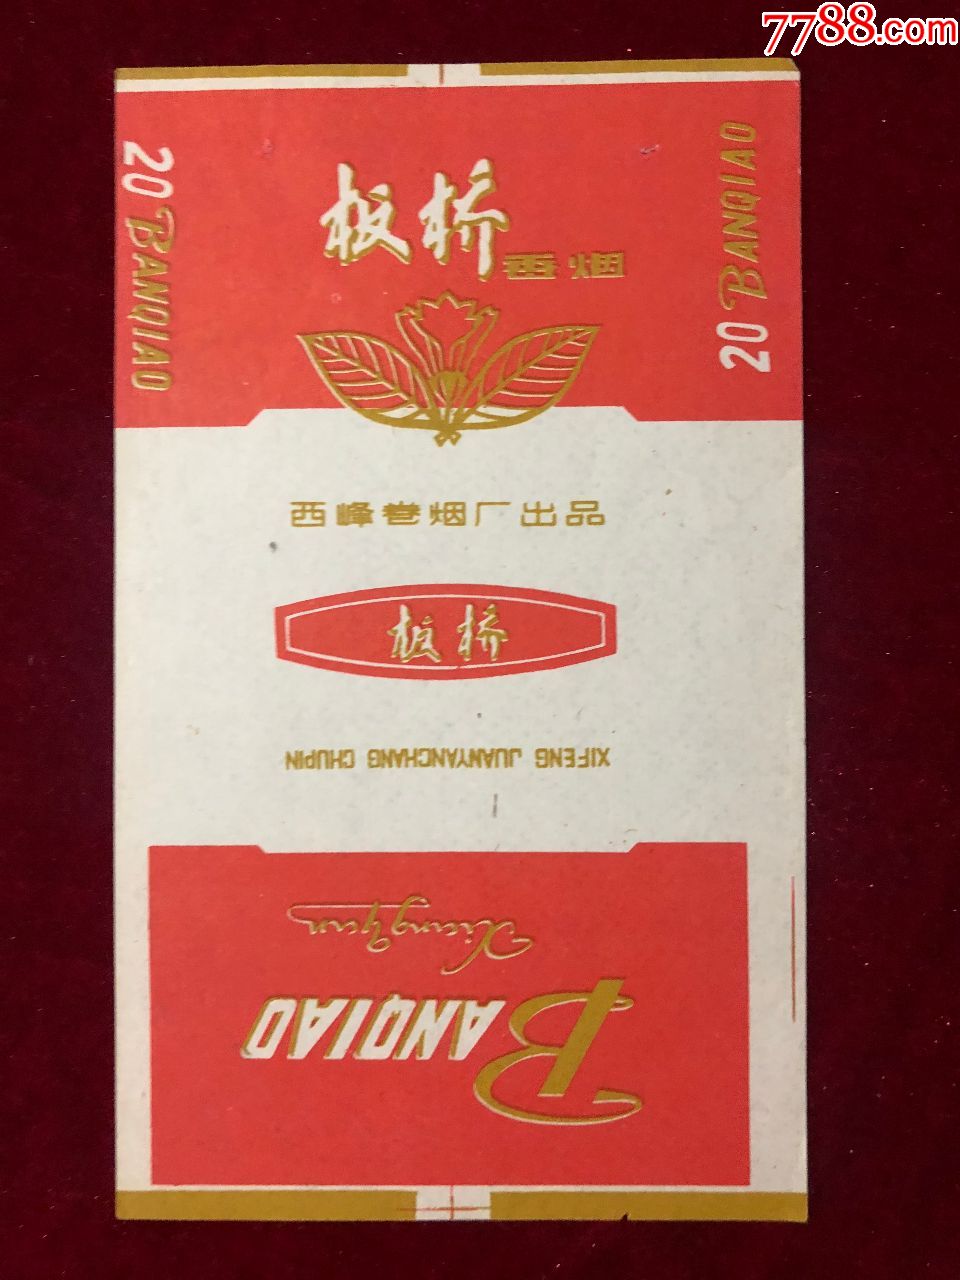 7788.com
20 BANQIAO
20 BANQIAO
板桥
香烟
西峰卷烟厂出品
板桥
XIFENG JUANYANCHANG CHUPIN
XiangYan
BANQIAO